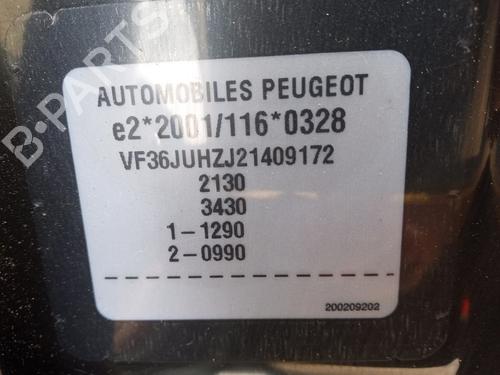 B-PARTS
AUTOMOBILES PEUGEOT
e2*2001/116*0328
VF36JUHZJ21409172
2130
3430
1-1290
2-0990
200209202